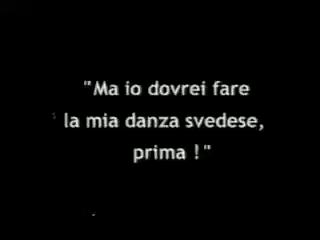 "Ma io dovrei fare
la mia danza svedese,
prima !"